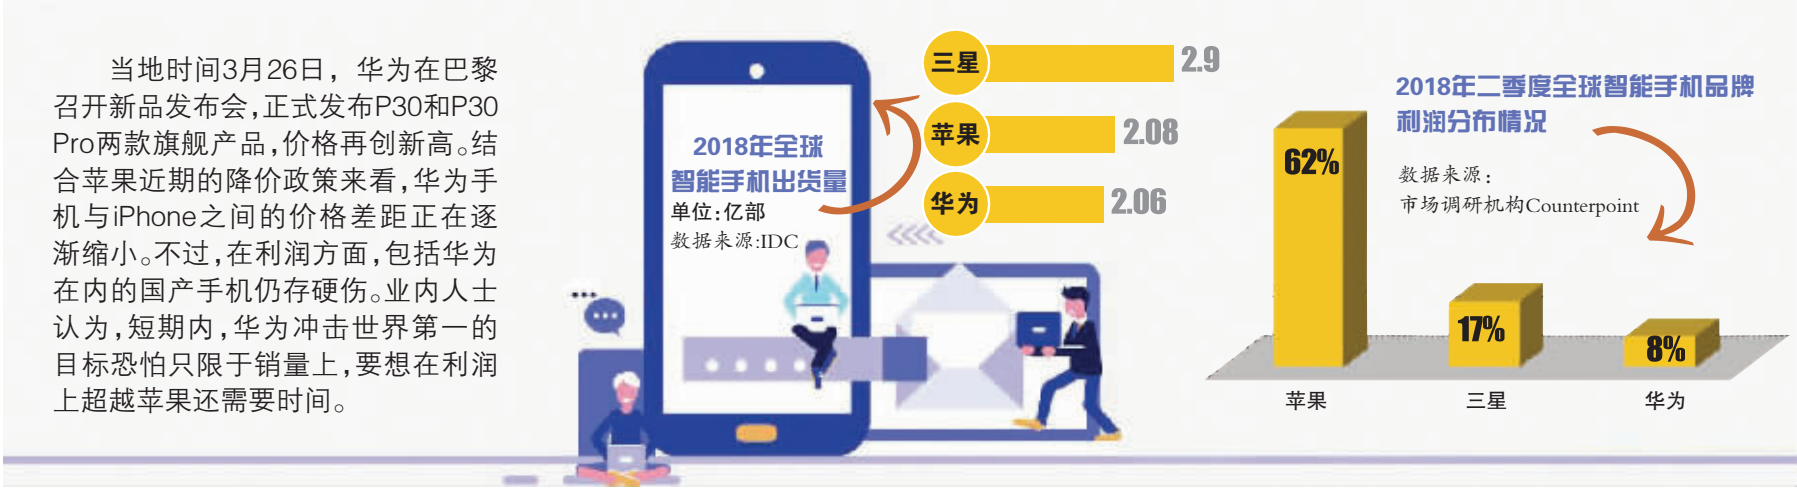 当地时间3月26日，华为在巴黎
召开新品发布会，正式发布P30和P30
Pro两款旗舰产品，价格再创新高。结
合苹果近期的降价政策来看，华为手
机与iPhone之间的价格差距正在逐
渐缩小。不过，在利润方面，包括华为
在内的国产手机仍存硬伤。业内人士
认为，短期内，华为冲击世界第一的
目标恐怕只限于销量上，要想在利润
上超越苹果还需要时间。
2018年全球
智能手机出货量
单位：亿部
数据来源:IDC
三星 2.9
苹果 2.08
华为 2.06
2018年二季度全球智能手机品牌
利润分布情况
数据来源：
市场调研机构Counterpoint
62%
17%
8%
苹果 三星 华为